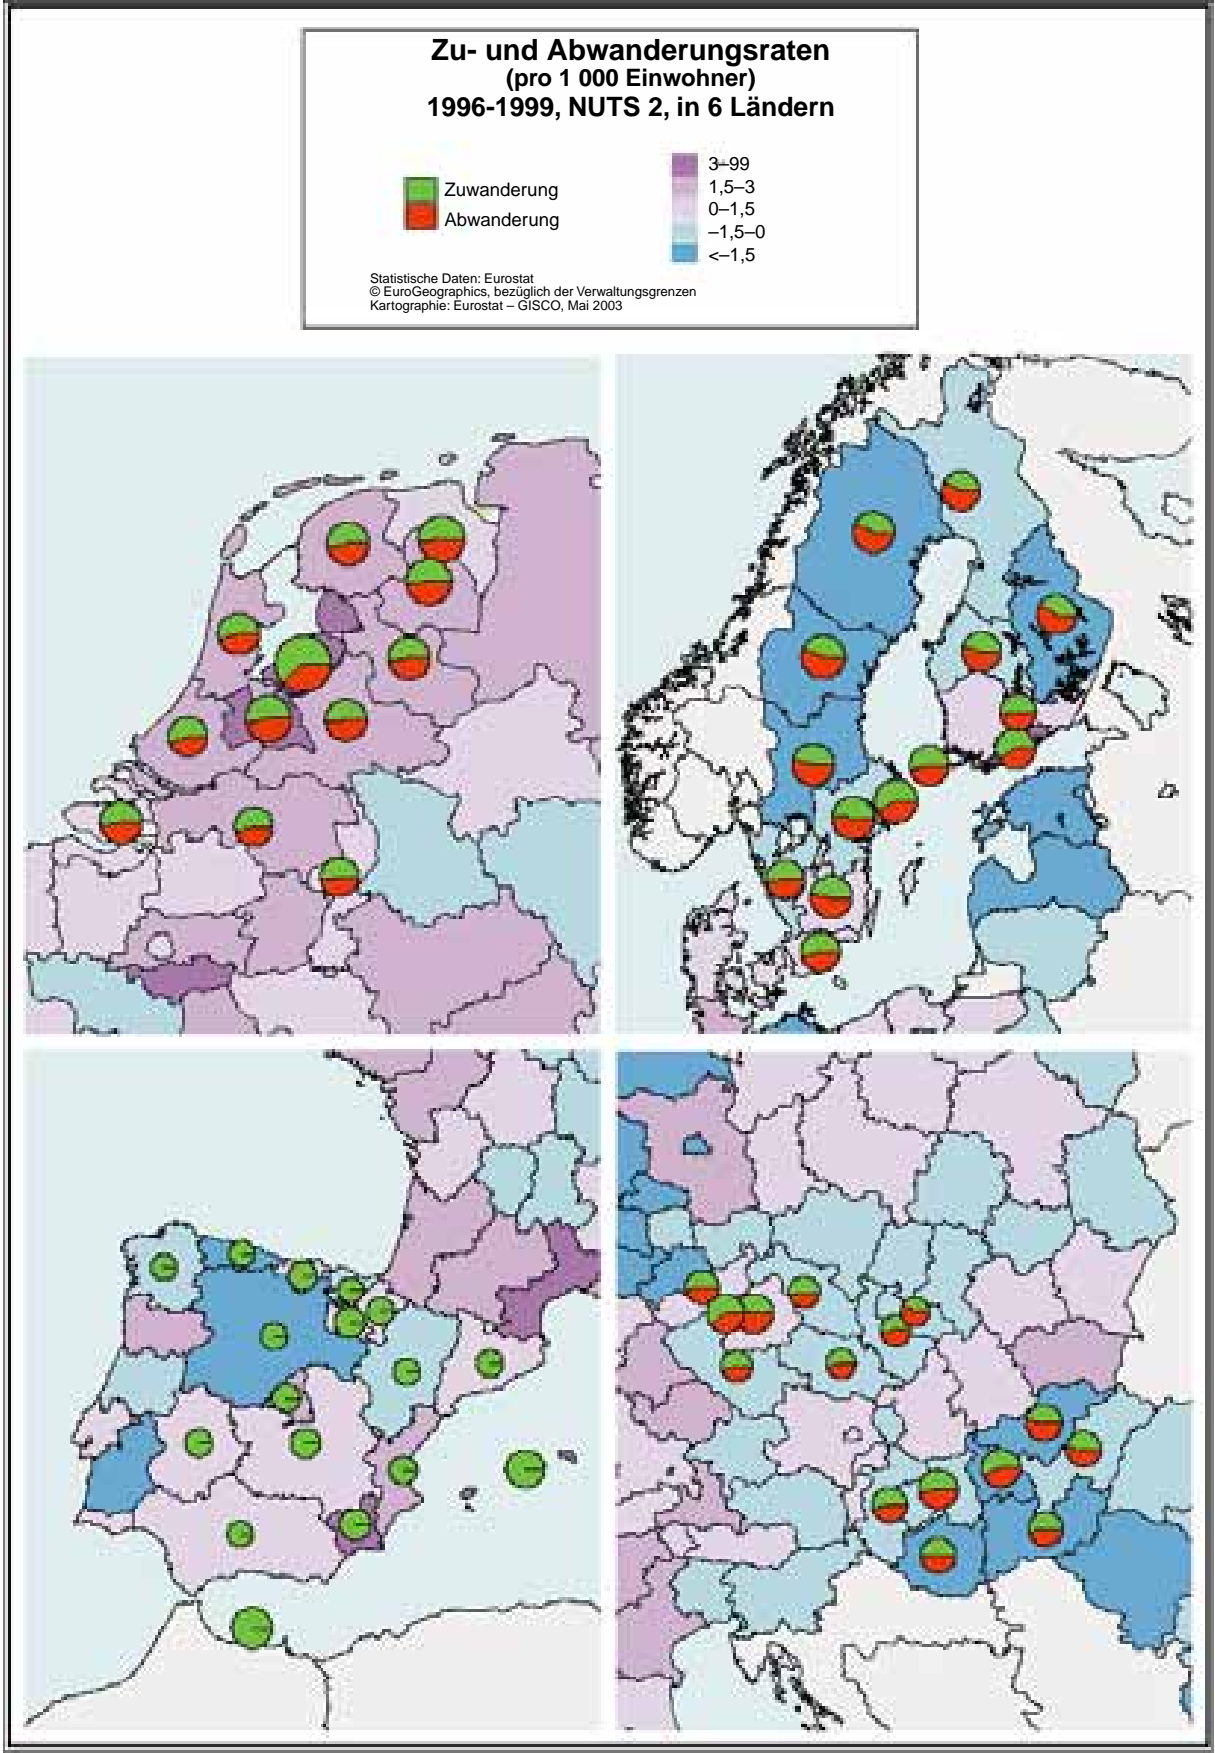 Zu- und Abwanderungsraten
(pro 1 000 Einwohner)
1996-1999, NUTS 2, in 6 Ländern
Zuwanderung
Abwanderung
3–99
1,5–3
0–1,5
–1,5–0
<–1,5
Statistische Daten: Eurostat
© EuroGeographics, bezüglich der Verwaltungsgrenzen
Kartographie: Eurostat – GISCO, Mai 2003